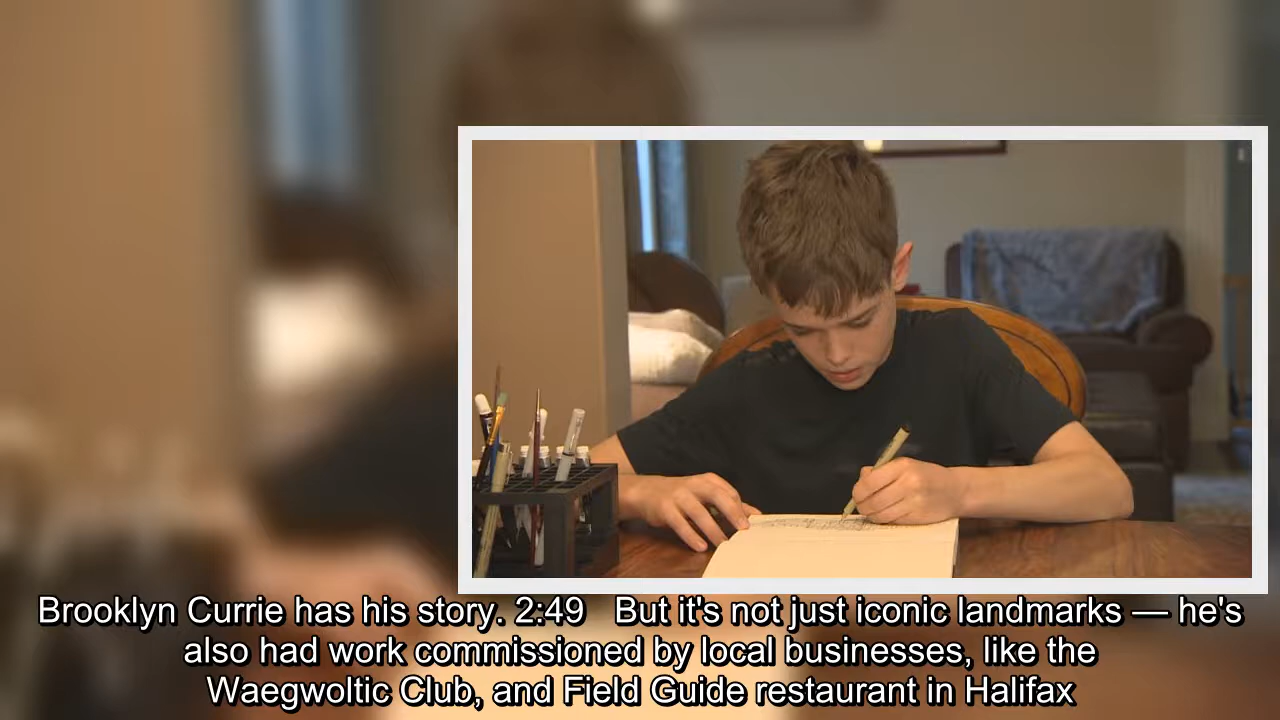 Brooklyn Currie has his story. 2:49   But it's not just iconic landmarks — he's
also had work commissioned by local businesses, like the
Waegwoltic Club, and Field Guide restaurant in Halifax